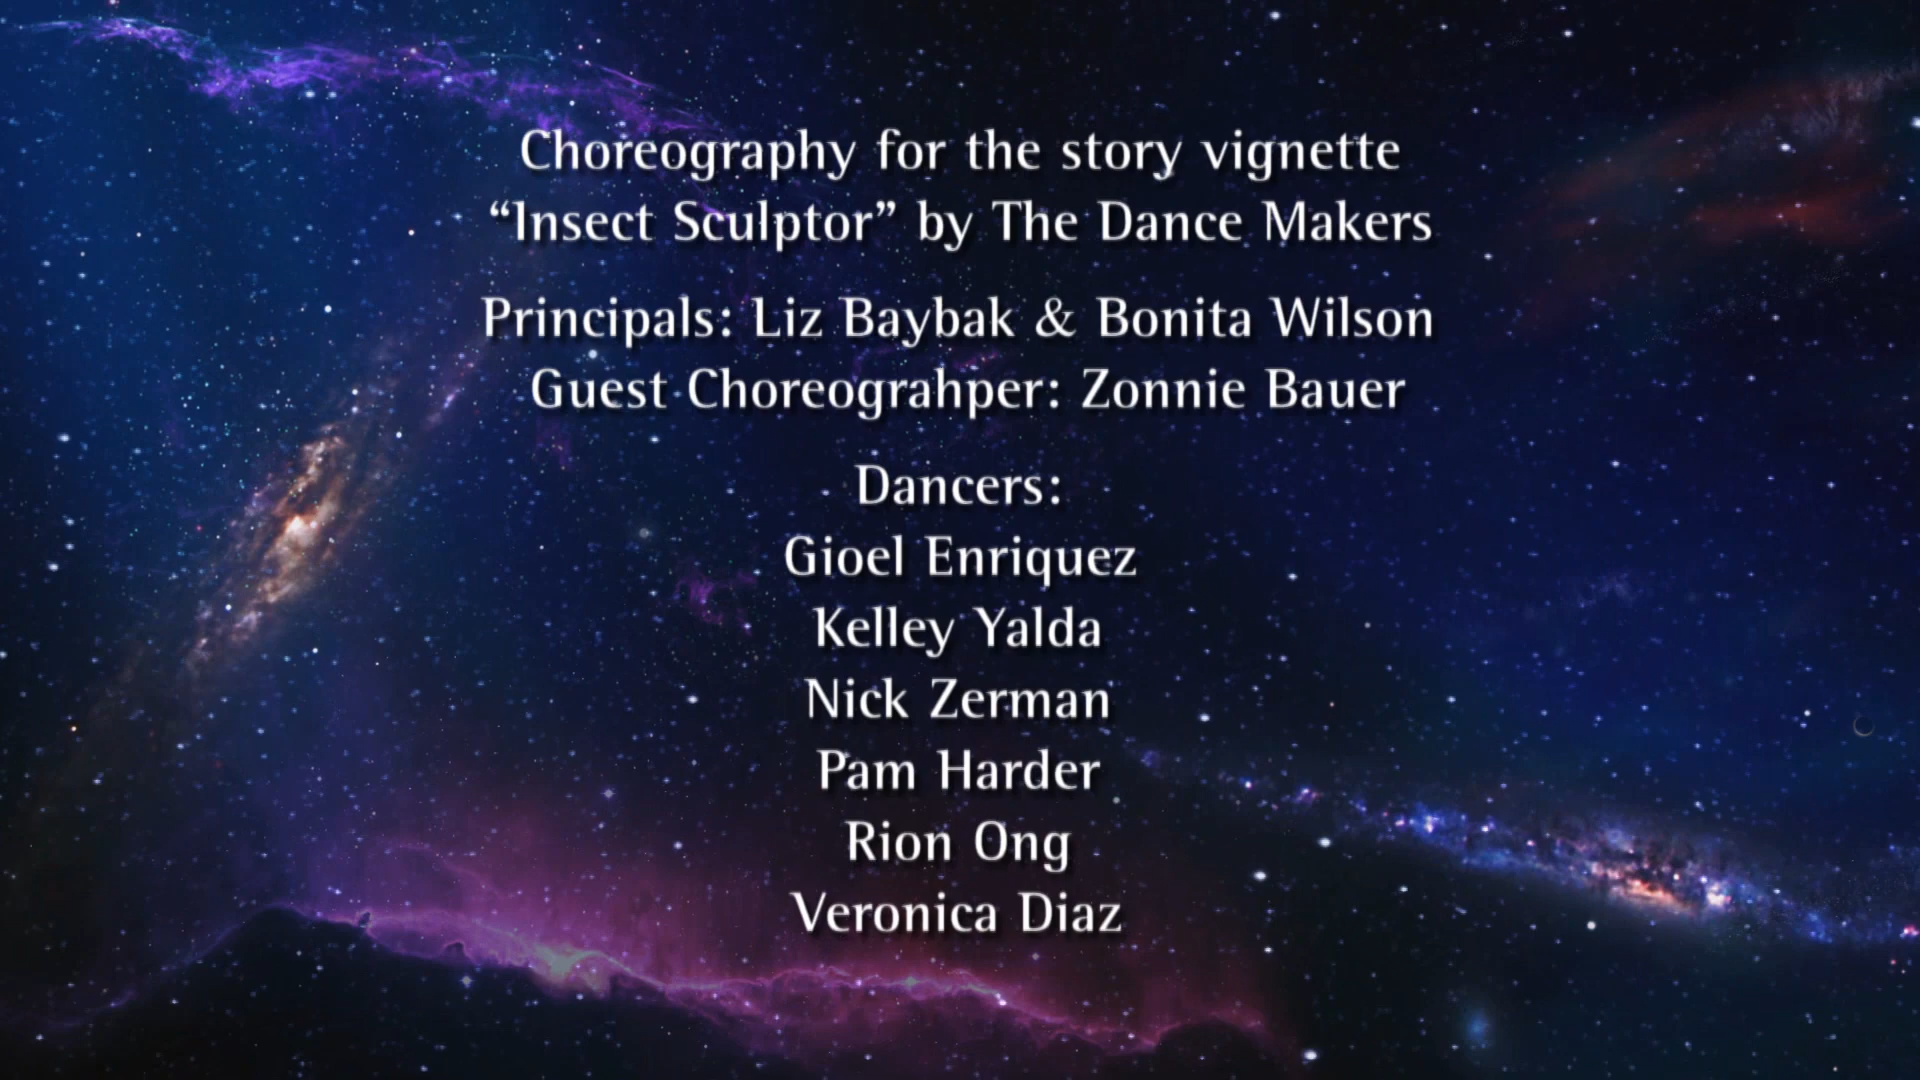 Choreography for the story vignette
“Insect Sculptor” by The Dance Makers
Principals: Liz Baybak & Bonita Wilson
Guest Choreograhper: Zonnie Bauer
Dancers:
Gioel Enriquez
Kelley Yalda
Nick Zerman
Pam Harder
Rion Ong
Veronica Diaz